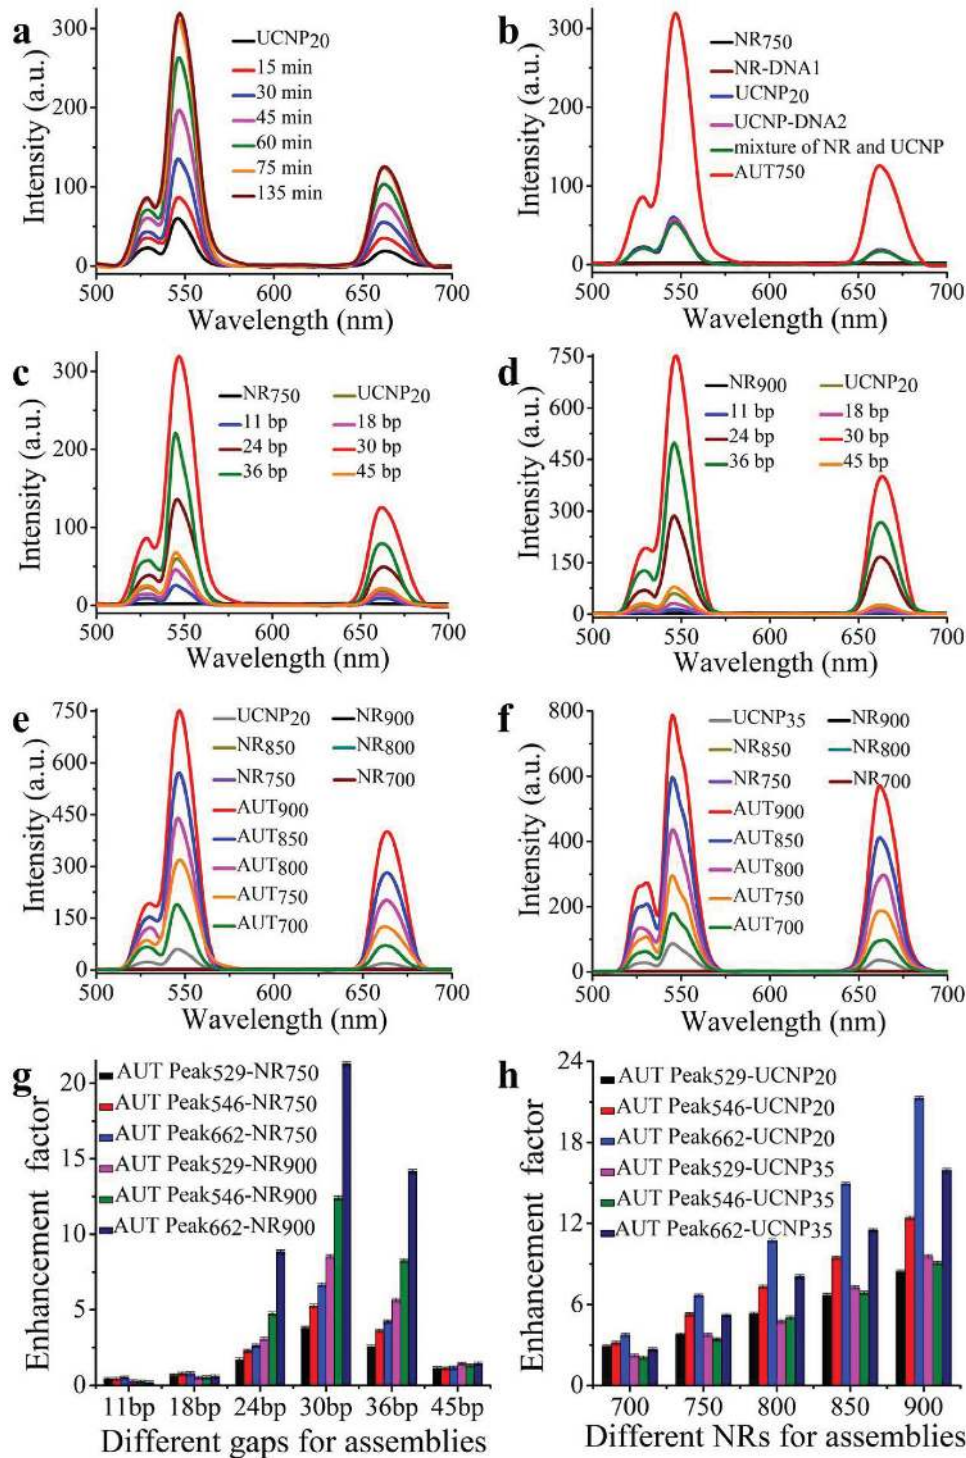 a
300
200
100
0
Intensity (a.u.)
UCNP20
15 min
30 min
45 min
60 min
75 min
135 min
500 550 600 650 700
Wavelength (nm)
b
300
200
100
0
Intensity (a.u.)
NR750
NR-DNA1
UCNP20
UCNP-DNA2
mixture of NR and UCNP
AUT750
500 550 600 650 700
Wavelength (nm)
c
300
200
100
0
Intensity (a.u.)
NR750 UCNP20
11 bp 18 bp
24 bp 30 bp
36 bp 45 bp
500 550 600 650 700
Wavelength (nm)
d
750
600
450
300
150
0
Intensity (a.u.)
NR900 UCNP20
11 bp 18 bp
24 bp 30 bp
36 bp 45 bp
500 550 600 650 700
Wavelength (nm)
e
750
600
450
300
150
0
Intensity (a.u.)
UCNP20 NR900
NR850 NR800
NR750 NR700
AUT900
AUT850
AUT800
AUT750
AUT700
500 550 600 650 700
Wavelength (nm)
f
800
600
400
200
0
Intensity (a.u.)
UCNP35 NR900
NR850 NR800
NR750 NR700
AUT900
AUT850
AUT800
AUT750
AUT700
500 550 600 650 700
Wavelength (nm)
g
20
15
10
5
0
Enhancement factor
AUT Peak529-NR750
AUT Peak546-NR750
AUT Peak662-NR750
AUT Peak529-NR900
AUT Peak546-NR900
AUT Peak662-NR900
11bp 18bp 24bp 30bp 36bp 45bp
Different gaps for assemblies
h
24
18
12
6
0
Enhancement factor
AUT Peak529-UCNP20
AUT Peak546-UCNP20
AUT Peak662-UCNP20
AUT Peak529-UCNP35
AUT Peak546-UCNP35
AUT Peak662-UCNP35
700 750 800 850 900
Different NRs for assemblies